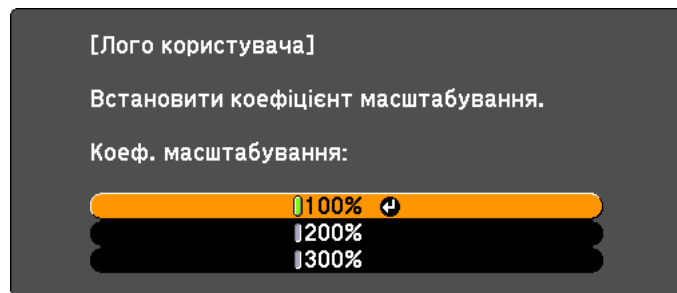 [Лого користувача]
Встановити коефіцієнт масштабування.
Коеф. масштабування:
100%
200%
300%